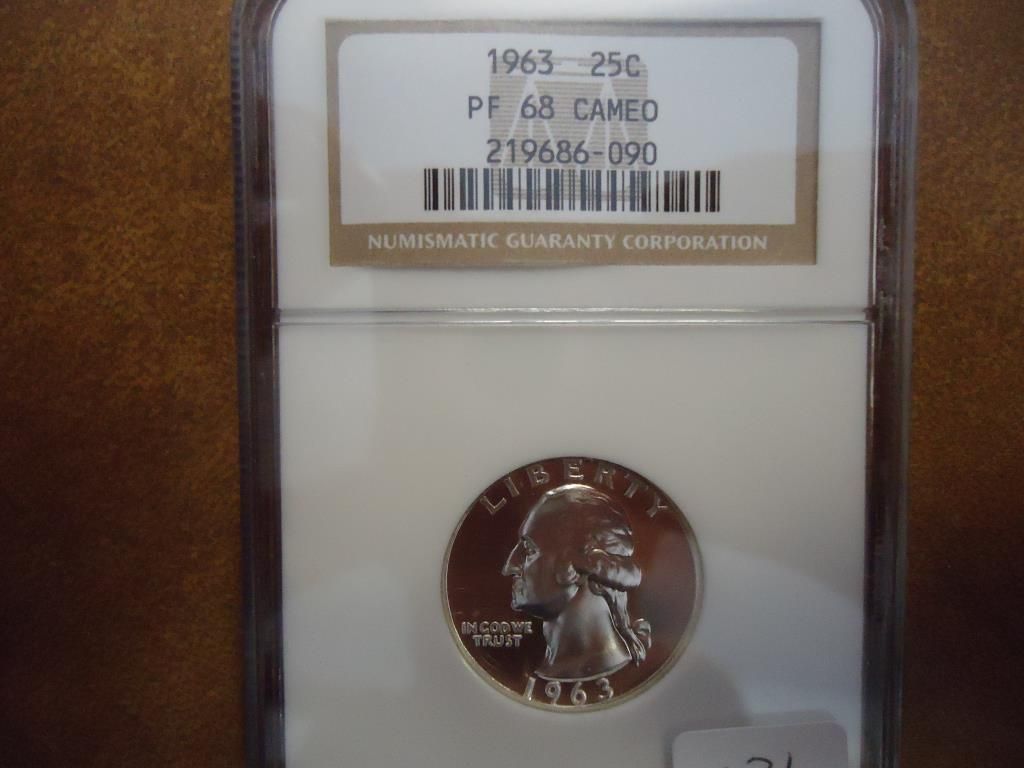 1963 25C
PF 68 CAMEO
219686-090
NUMISMATIC GUARANTY CORPORATION
LIBERTY
IN GOD WE
TRUST
1963